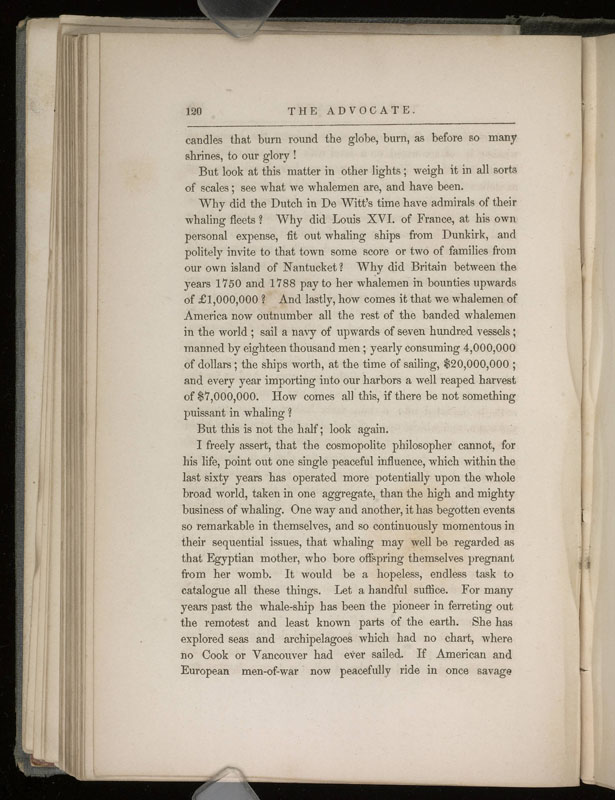 120 THE ADVOCATE.
candles that burn round the globe, burn, as before so many
shrines, to our glory !
But look at this matter in other lights ; weigh it in all sorts
of scales ; see what we whalemen are, and have been.
Why did the Dutch in De Witt's time have admirals of their
whaling fleets ? Why did Louis XVI. of France, at his own
personal expense, fit out whaling ships from Dunkirk, and
politely invite to that town some score or two of families from
our own island of Nantucket ? Why did Britain between the
years 1750 and 1788 pay to her whalemen in bounties upwards
of £1,000,000 ? And lastly, how comes it that we whalemen of
America now outnumber all the rest of the banded whalemen
in the world ; sail a navy of upwards of seven hundred vessels ;
manned by eighteen thousand men ; yearly consuming 4,000,000
of dollars ; the ships worth, at the time of sailing, $20,000,000 ;
and every year importing into our harbors a well reaped harvest
of $7,000,000. How comes all this, if there be not something
puissant in whaling ?
But this is not the half ; look again.
I freely assert, that the cosmopolite philosopher cannot, for
his life, point out one single peaceful influence, which within the
last sixty years has operated more potentially upon the whole
broad world, taken in one aggregate, than the high and mighty
business of whaling. One way and another, it has begotten events
so remarkable in themselves, and so continuously momentous in
their sequential issues, that whaling may well be regarded as
that Egyptian mother, who bore offspring themselves pregnant
from her womb. It would be a hopeless, endless task to
catalogue all these things. Let a handful suffice. For many
years past the whale-ship has been the pioneer in ferreting out
the remotest and least known parts of the earth. She has
explored seas and archipelagoes which had no chart, where
no Cook or Vancouver had ever sailed. If American and
European men-of-war now peacefully ride in once savage